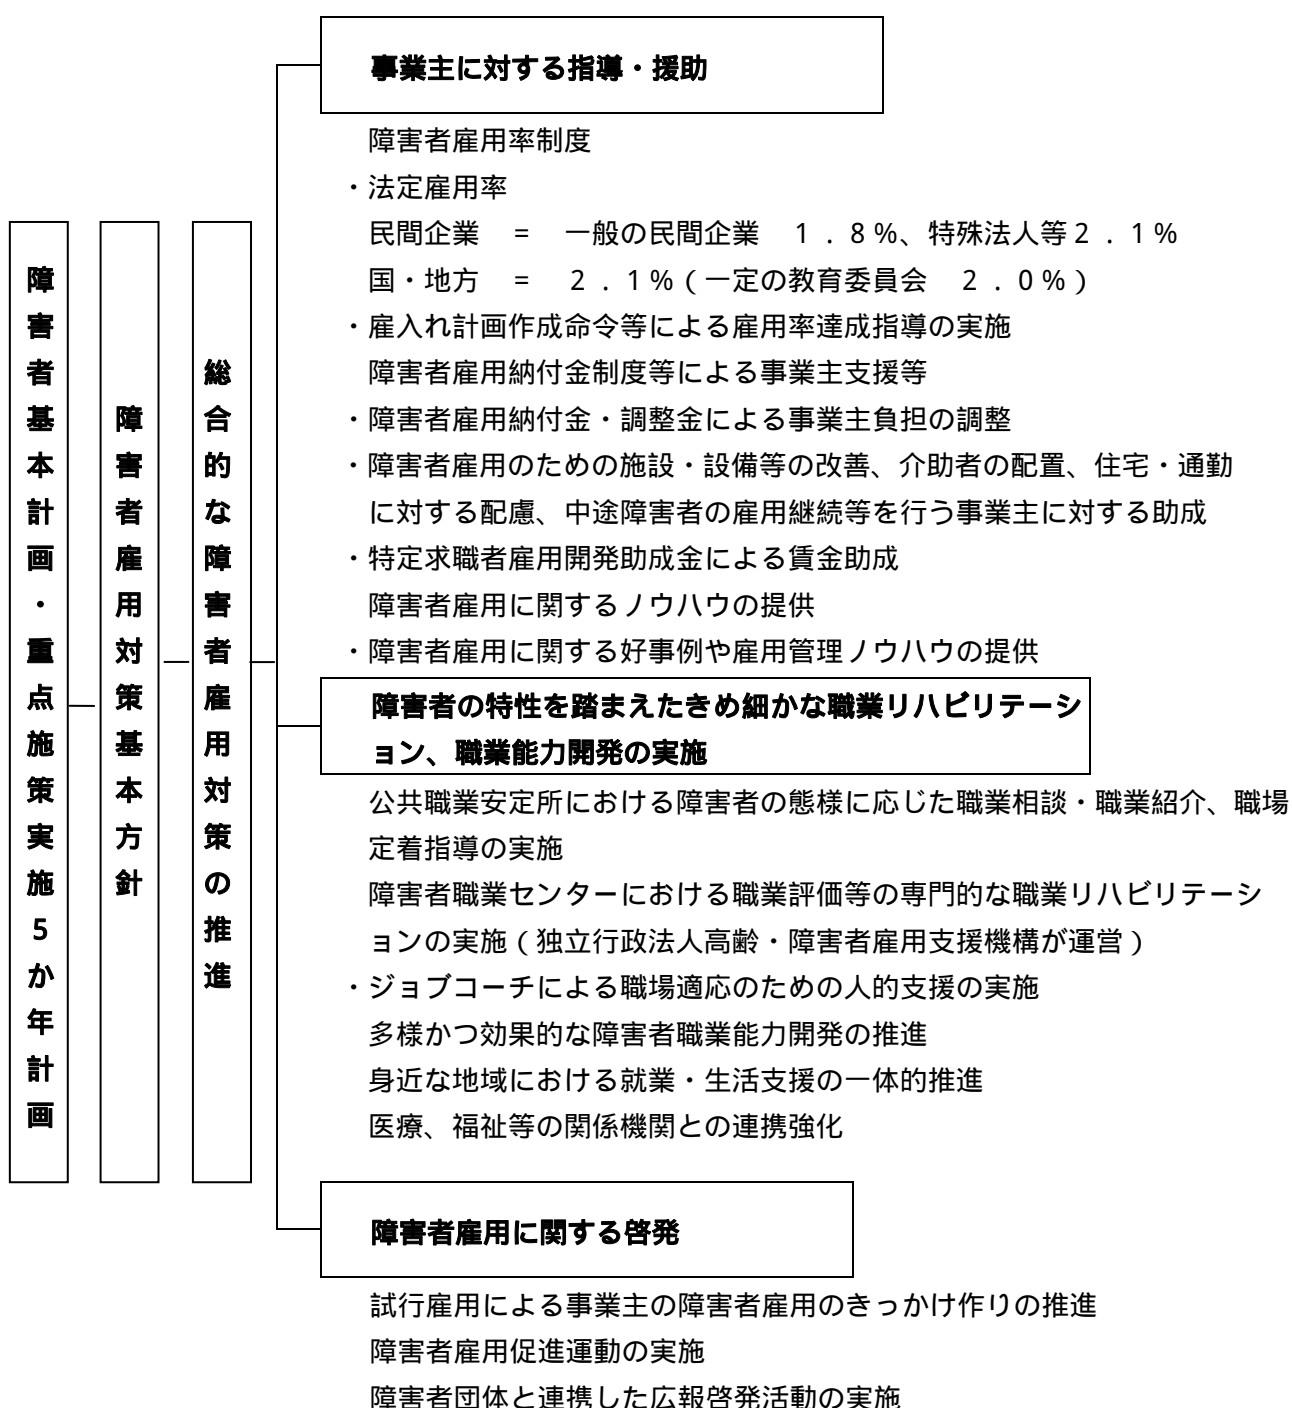 障害者基本計画・重点施策実施5か年計画
障害者雇用対策基本方針
総合的な障害者雇用対策の推進
事業主に対する指導・援助
障害者雇用率制度
・法定雇用率
民間企業 = 一般の民間企業 1.8%、特殊法人等2.1%
国・地方 = 2.1%(一定の教育委員会 2.0%)
・雇入れ計画作成命令等による雇用率達成指導の実施
障害者雇用納付金制度等による事業主支援等
・障害者雇用納付金・調整金による事業主負担の調整
・障害者雇用のための施設・設備等の改善、介助者の配置、住宅・通勤
に対する配慮、中途障害者の雇用継続等を行う事業主に対する助成
・特定求職者雇用開発助成金による賃金助成
障害者雇用に関するノウハウの提供
・障害者雇用に関する好事例や雇用管理ノウハウの提供
障害者の特性を踏まえたきめ細かな職業リハビリテーシ
ョン、職業能力開発の実施
公共職業安定所における障害者の態様に応じた職業相談・職業紹介、職場
定着指導の実施
障害者職業センターにおける職業評価等の専門的な職業リハビリテーシ
ョンの実施(独立行政法人高齢・障害者雇用支援機構が運営)
・ジョブコーチによる職場適応のための人的支援の実施
多様かつ効果的な障害者職業能力開発の推進
身近な地域における就業・生活支援の一体的推進
医療、福祉等の関係機関との連携強化
障害者雇用に関する啓発
試行雇用による事業主の障害者雇用のきっかけ作りの推進
障害者雇用促進運動の実施
障害者団体と連携した広報啓発活動の実施